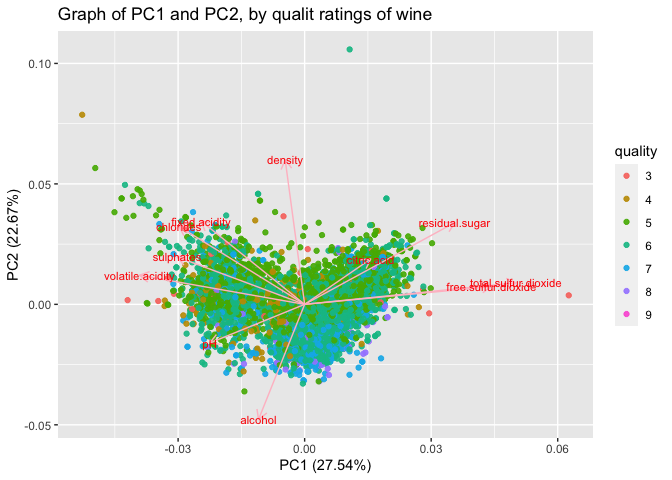 Graph of PC1 and PC2, by qualit ratings of wine
PC2 (22.67%)
0.10
0.05
0.00
-0.05
density
fixed.acidity
chlorides
residual.sugar
sulphates
citric.acid
volatile.acidity
total.sulfur.dioxide
free.sulfur.dioxide
pH
alcohol
-0.03
0.00
0.03
0.06
PC1 (27.54%)
quality
3
4
5
6
7
8
9